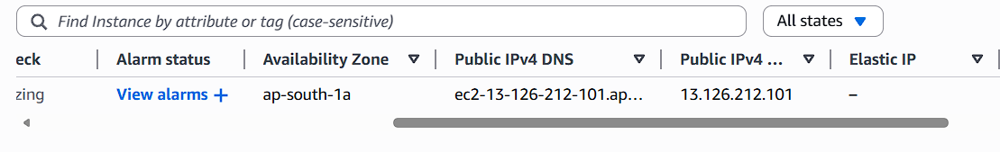 Find Instance by attribute or tag (case-sensitive) All states
eck Alarm status Availability Zone Public IPv4 DNS Public IPv4 ... Elastic IP
zing View alarms + ap-south-1a ec2-13-126-212-101.ap... 13.126.212.101 –